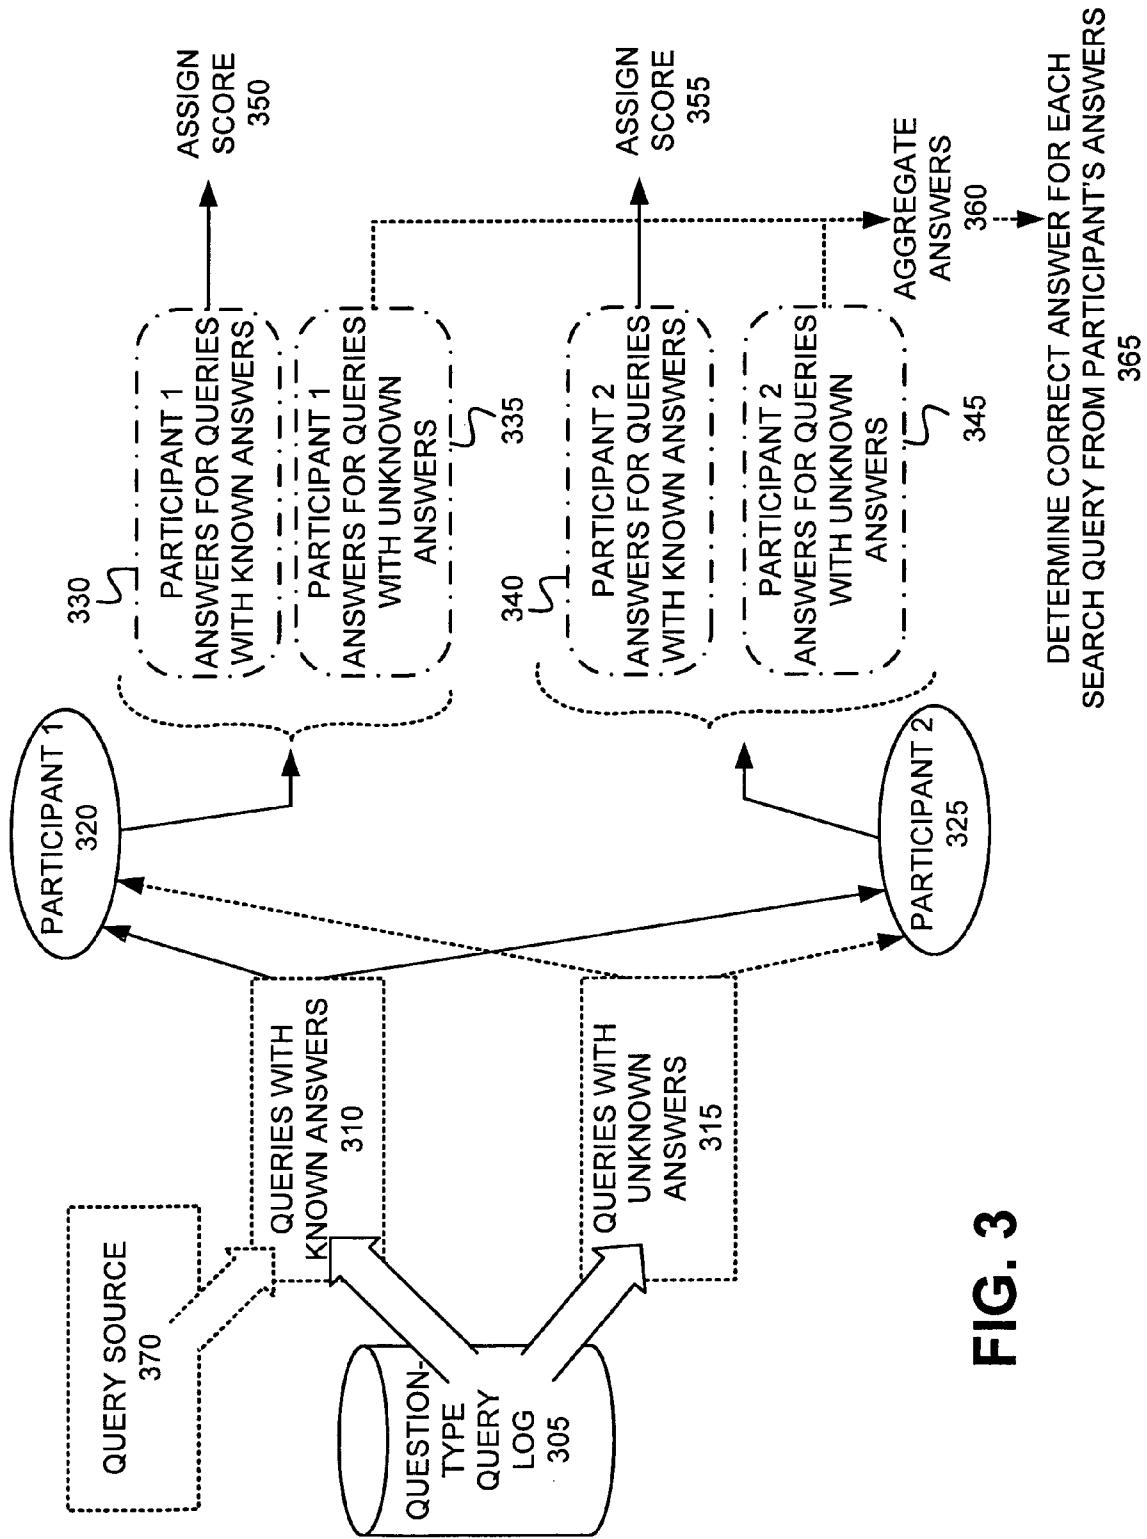 QUERY SOURCE
370
QUESTION-
TYPE
QUERY
LOG
305
QUERIES WITH
KNOWN ANSWERS
310
QUERIES WITH
UNKNOWN
ANSWERS
315
PARTICIPANT 1
320
PARTICIPANT 2
325
330
PARTICIPANT 1
ANSWERS FOR QUERIES
WITH KNOWN ANSWERS
PARTICIPANT 1
ANSWERS FOR QUERIES
WITH UNKNOWN
ANSWERS
335
340
PARTICIPANT 2
ANSWERS FOR QUERIES
WITH KNOWN ANSWERS
PARTICIPANT 2
ANSWERS FOR QUERIES
WITH UNKNOWN
ANSWERS
345
ASSIGN
SCORE
350
ASSIGN
SCORE
355
AGGREGATE
ANSWERS
360
DETERMINE CORRECT ANSWER FOR EACH
SEARCH QUERY FROM PARTICIPANT'S ANSWERS
365
FIG. 3